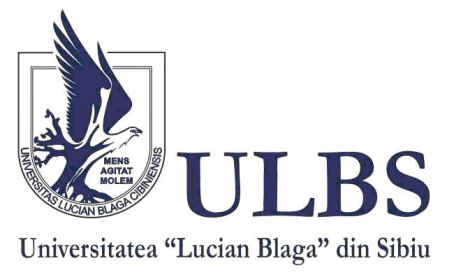 MENS
AGITAT
MOLEM
UNIVERSITAS LUCIAN BLAGA CIBINIENSIS
ULBS
Universitatea “Lucian Blaga” din Sibiu